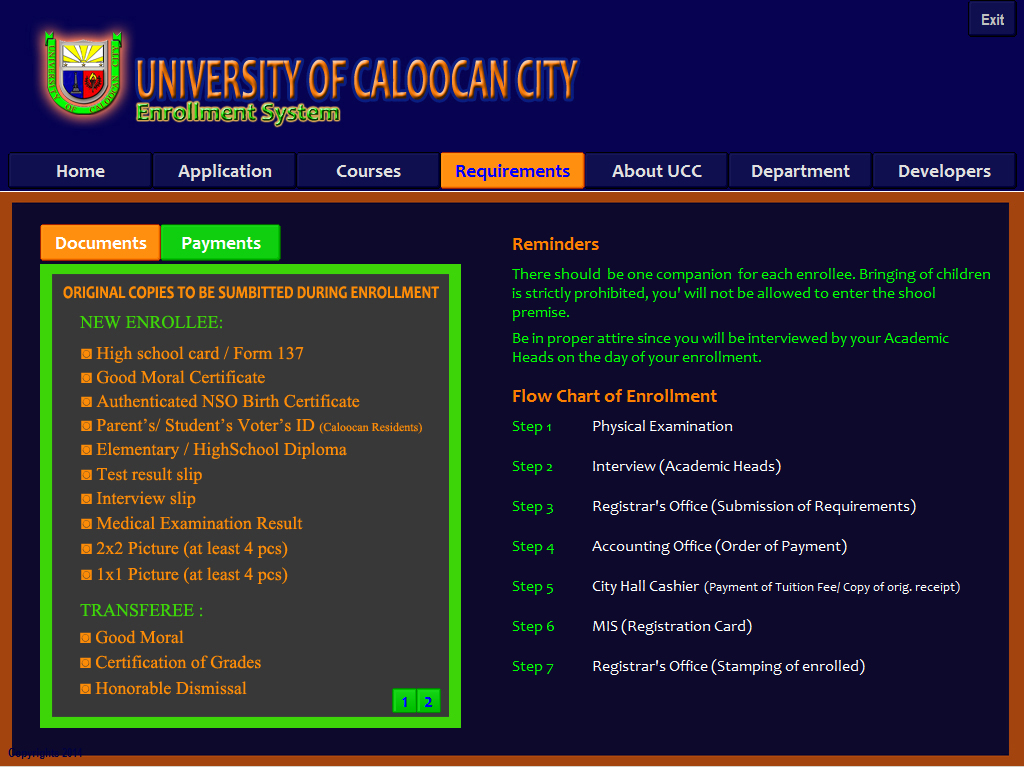 Exit
UNIVERSITY OF CALOOCAN CITY
Enrollment System
Home
Application
Courses
Requirements
About UCC
Department
Developers
Documents
Payments
ORIGINAL COPIES TO BE SUMBITTED DURING ENROLLMENT
NEW ENROLLEE:
High school card / Form 137
Good Moral Certificate
Authenticated NSO Birth Certificate
Parent's/ Student's Voter's ID (Caloocan Residents)
Elementary / HighSchool Diploma
Test result slip
Interview slip
Medical Examination Result
2x2 Picture (at least 4 pcs)
1x1 Picture (at least 4 pcs)
TRANSFEREE :
Good Moral
Certification of Grades
Honorable Dismissal
1 2
Reminders
There should be one companion for each enrollee. Bringing of children
is strictly prohibited, you' will not be allowed to enter the shool
premise.
Be in proper attire since you will be interviewed by your Academic
Heads on the day of your enrollment.
Flow Chart of Enrollment
Step 1 Physical Examination
Step 2 Interview (Academic Heads)
Step 3 Registrar's Office (Submission of Requirements)
Step 4 Accounting Office (Order of Payment)
Step 5 City Hall Cashier (Payment of Tuition Fee/ Copy of orig. receipt)
Step 6 MIS (Registration Card)
Step 7 Registrar's Office (Stamping of enrolled)